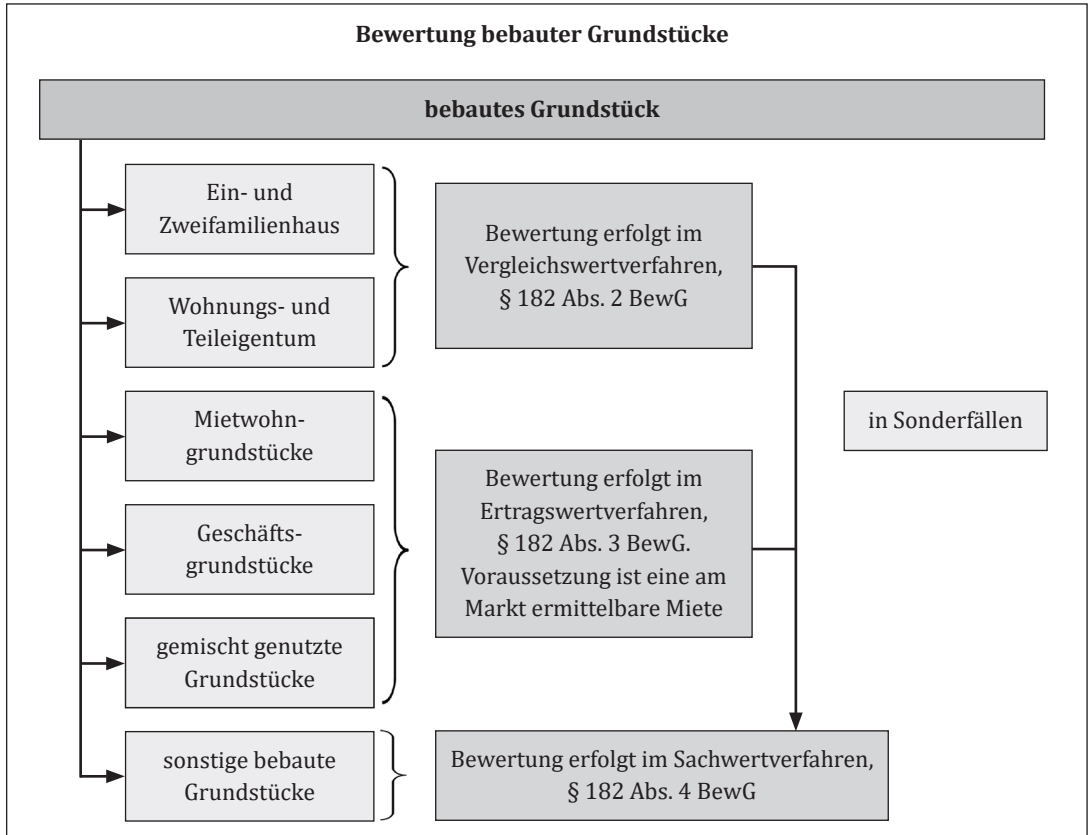 Bewertung bebauter Grundstücke
bebautes Grundstück
Ein- und
Zweifamilienhaus
Wohnungs- und
Teileigentum
Bewertung erfolgt im
Vergleichswertverfahren,
§ 182 Abs. 2 BewG
Mietwohn-
grundstücke
Geschäfts-
grundstücke
gemischt genutzte
Grundstücke
Bewertung erfolgt im
Ertragswertverfahren,
§ 182 Abs. 3 BewG.
Voraussetzung ist eine am
Markt ermittelbare Miete
in Sonderfällen
sonstige bebaute
Grundstücke
Bewertung erfolgt im Sachwertverfahren,
§ 182 Abs. 4 BewG